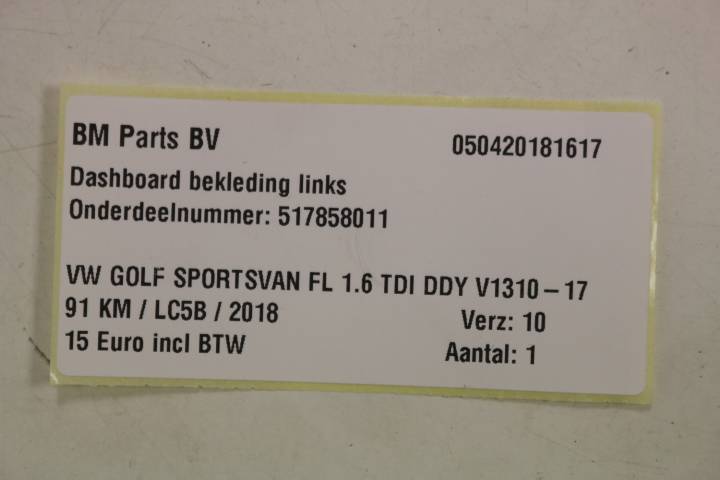 BM Parts BV 050420181617
Dashboard bekleding links
Onderdeelnummer: 517858011
VW GOLF SPORTSVAN FL 1.6 TDI DDY V1310-17
91 KM / LC5B / 2018 Verz: 10
15 Euro incl BTW Aantal: 1